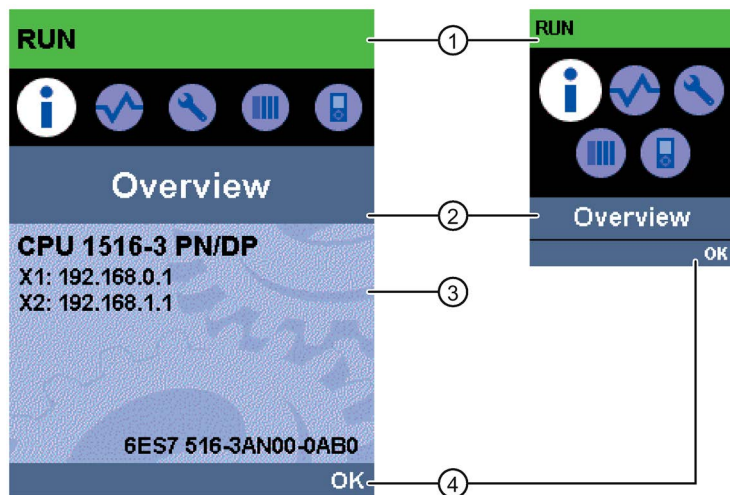 RUN
Overview
CPU 1516-3 PN/DP
X1: 192.168.0.1
X2: 192.168.1.1
6ES7 516-3AN00-0AB0
OK
1
2
3
4
RUN
Overview
OK